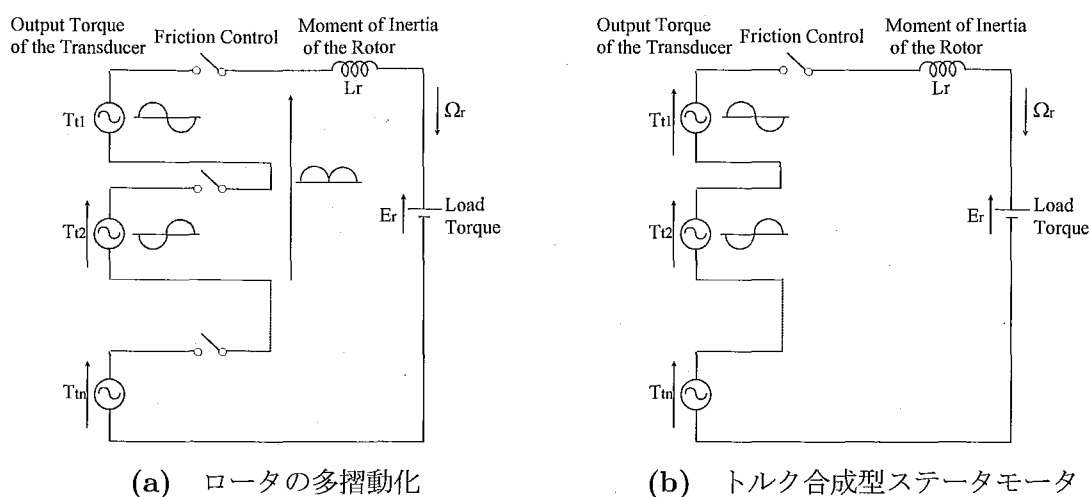 Output Torque
of the Transducer
Friction Control
Moment of Inertia
of the Rotor
Lr
Tt1
Ωr
Tt2
Er
Load
Torque
Ttn
(a) ロータの多摺動化
Output Torque
of the Transducer
Friction Control
Moment of Inertia
of the Rotor
Lr
Tt1
Ωr
Tt2
Er
Load
Torque
Ttn
(b) トルク合成型ステータモータ